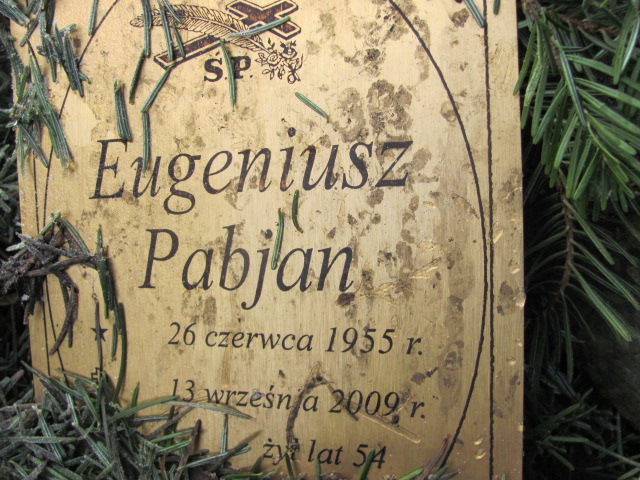 Ś.P.
Eugeniusz
Pabjan
26 czerwca 1955 r.
13 września 2009 r.
żył lat 54